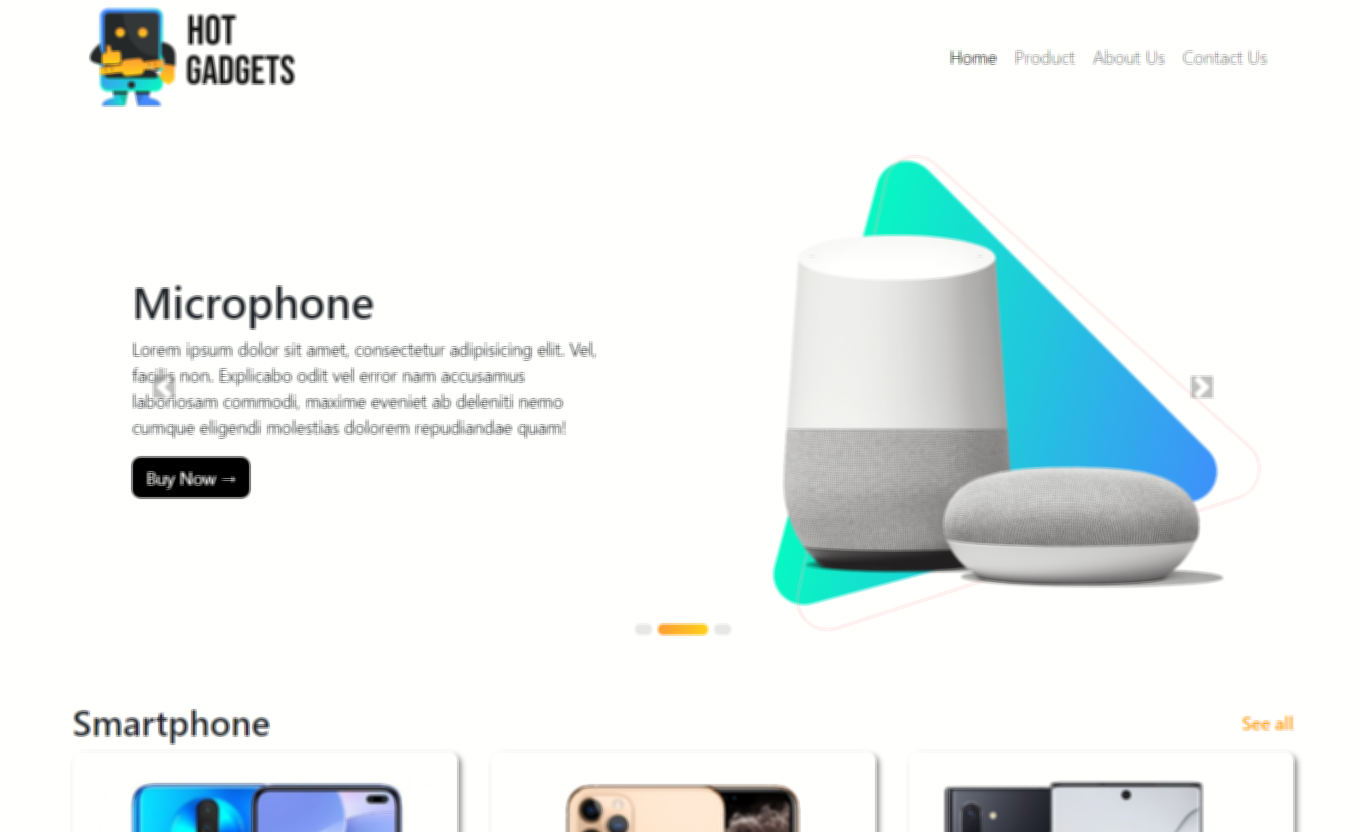 HOT
GADGETS
Home Product About Us Contact Us
Microphone
Lorem ipsum dolor sit amet, consectetur adipisicing elit. Vel,
facilis non. Explicabo odit vel error nam accusamus
laboriosam commodi, maxime eveniet ab deleniti nemo
cumque eligendi molestias dolorem repudiandae quam!
Buy Now →
Smartphone
See all